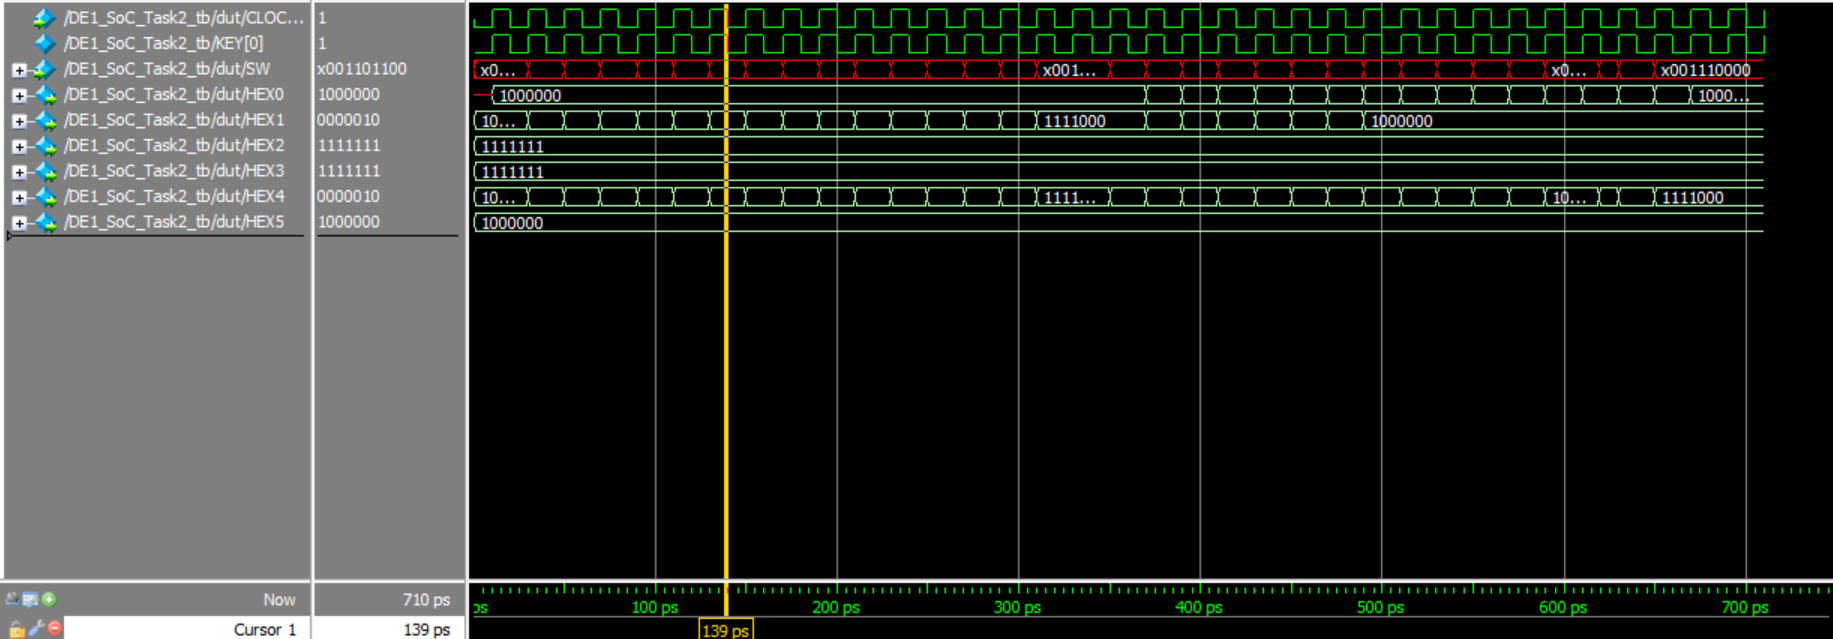 /DE1_SoC_Task2_tb/dut/CLOC... 1
/DE1_SoC_Task2_tb/KEY[0] 1
/DE1_SoC_Task2_tb/dut/SW x001101100 x0... x001... x0... x001110000
/DE1_SoC_Task2_tb/dut/HEX0 1000000 1000000 1000...
/DE1_SoC_Task2_tb/dut/HEX1 0000010 10... 1111000 1000000
/DE1_SoC_Task2_tb/dut/HEX2 1111111 1111111
/DE1_SoC_Task2_tb/dut/HEX3 1111111 1111111
/DE1_SoC_Task2_tb/dut/HEX4 0000010 10... 1111... 10... 1111000
/DE1_SoC_Task2_tb/dut/HEX5 1000000 1000000
Now 710 ps ps 100 ps 200 ps 300 ps 400 ps 500 ps 600 ps 700 ps
Cursor 1 139 ps 139 ps